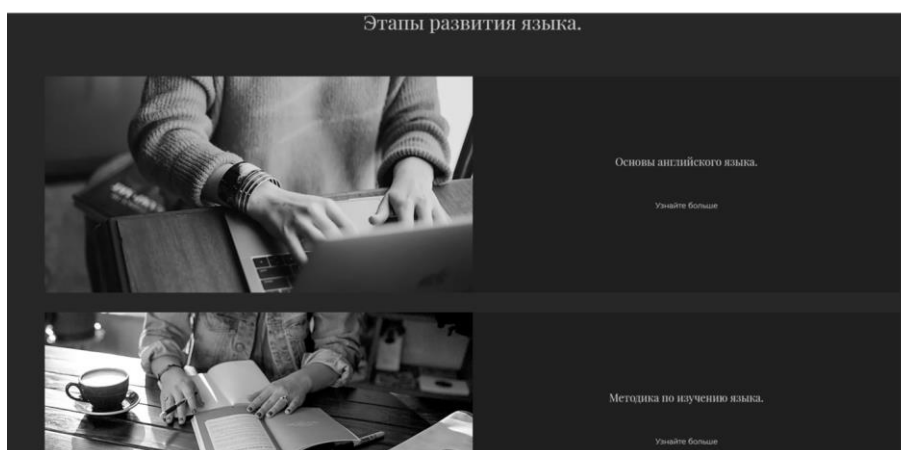 Этапы развития языка.
Основы английского языка.
Узнайте больше
Методика по изучению языка.
Узнайте больше